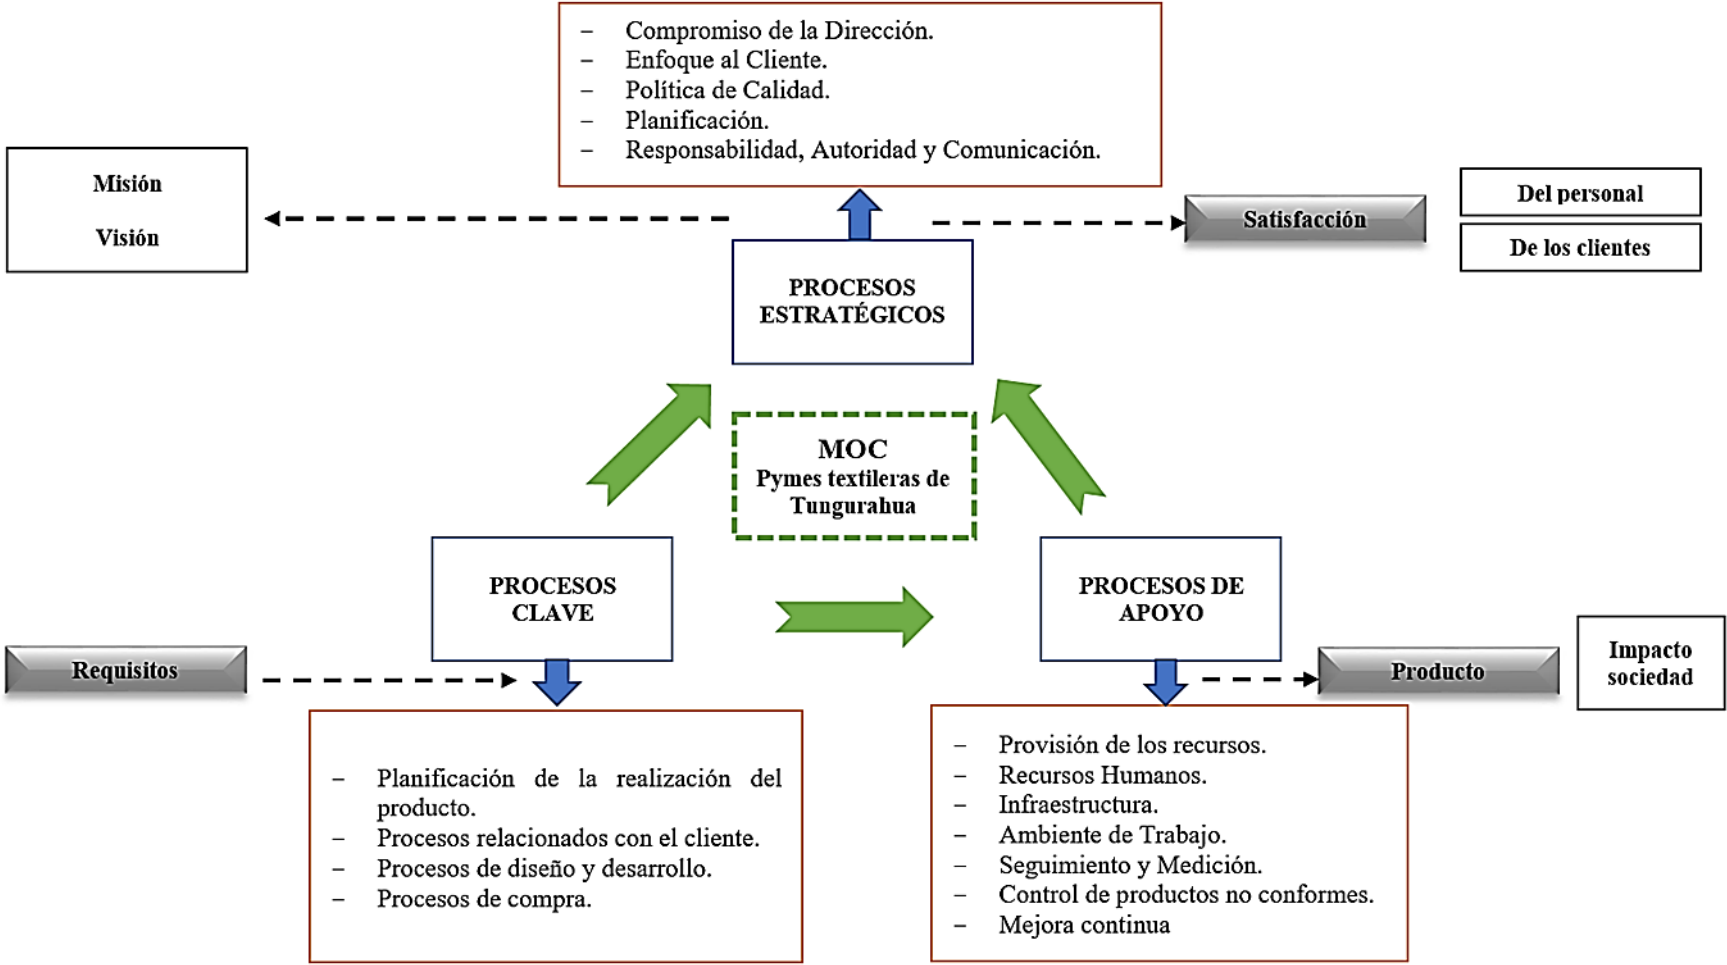 – Compromiso de la Dirección.
– Enfoque al Cliente.
– Política de Calidad.
– Planificación.
– Responsabilidad, Autoridad y Comunicación.
Misión
Visión
Satisfacción
Del personal
De los clientes
PROCESOS
ESTRATÉGICOS
MOC
Pymes textileras de
Tungurahua
PROCESOS
CLAVE
PROCESOS DE
APOYO
Requisitos
Producto
Impacto
sociedad
– Planificación de la realización del
producto.
– Procesos relacionados con el cliente.
– Procesos de diseño y desarrollo.
– Procesos de compra.
– Provisión de los recursos.
– Recursos Humanos.
– Infraestructura.
– Ambiente de Trabajo.
– Seguimiento y Medición.
– Control de productos no conformes.
– Mejora continua